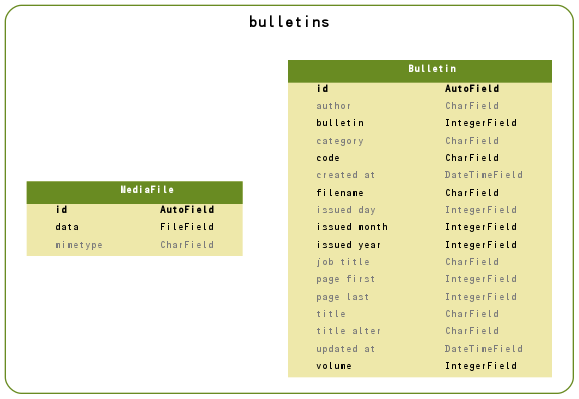 bulletins
MediaFile
id AutoField
data FileField
mimetype CharField
Bulletin
id AutoField
author CharField
bulletin IntegerField
category CharField
code CharField
created at DateTimeField
filename CharField
issued day IntegerField
issued month IntegerField
issued year IntegerField
job title CharField
page first IntegerField
page last IntegerField
title CharField
title alter CharField
updated at DateTimeField
volume IntegerField